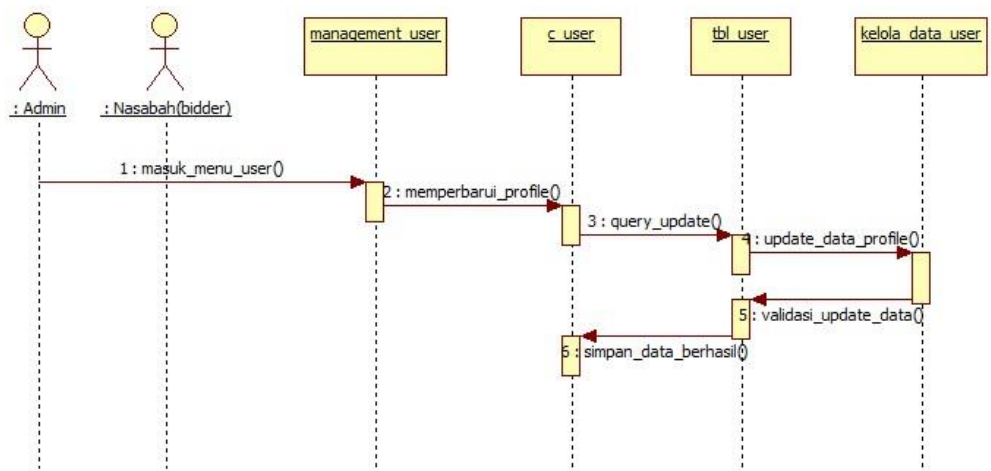 management_user
c_user
tbl_user
kelola_data_user
: Admin
: Nasabah(bidder)
1 : masuk_menu_user()
2 : memperbarui_profile()
3 : query_update()
4 : update_data_profile()
5 : validasi_update_data()
6 : simpan_data_berhasil()